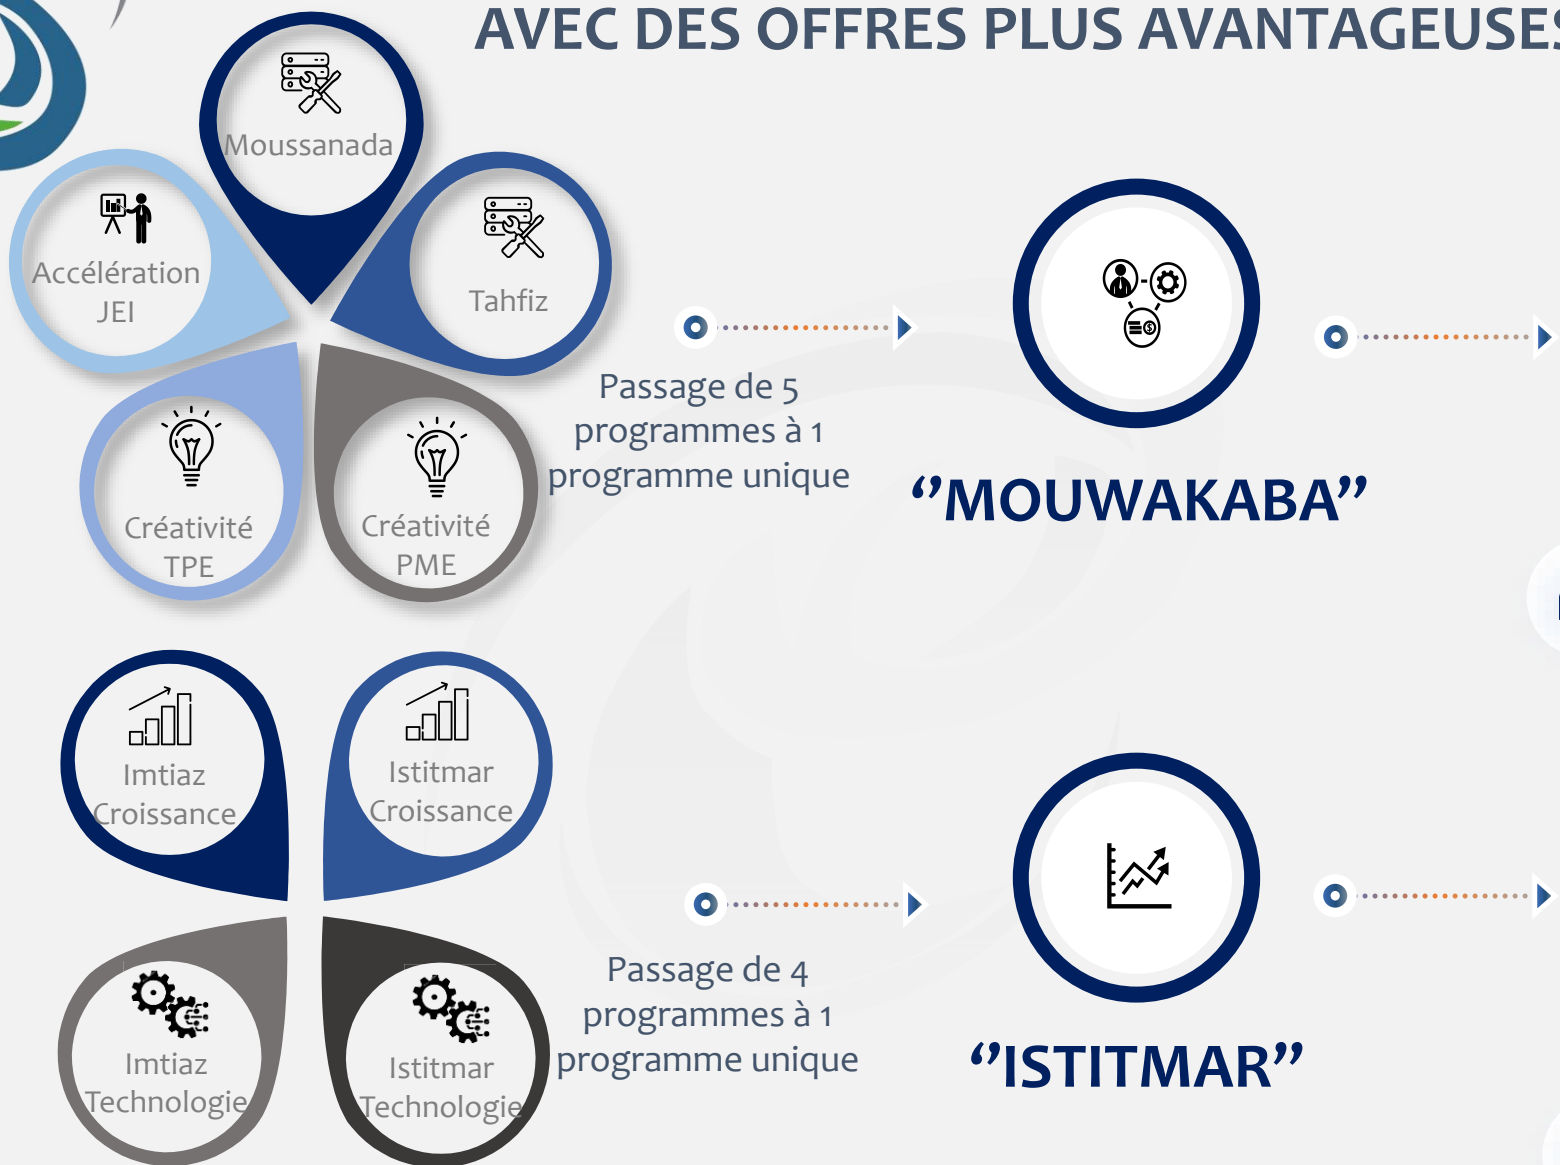 AVEC DES OFFRES PLUS AVANTAGEUSES
Moussanada
Accélération
JEI
Tahfiz
Créativité
TPE
Créativité
PME
Passage de 5
programmes à 1
programme unique
‘’MOUWAKABA’’
Imtiaz
Croissance
Istitmar
Croissance
Imtiaz
Technologie
Istitmar
Technologie
Passage de 4
programmes à 1
programme unique
‘’ISTITMAR’’